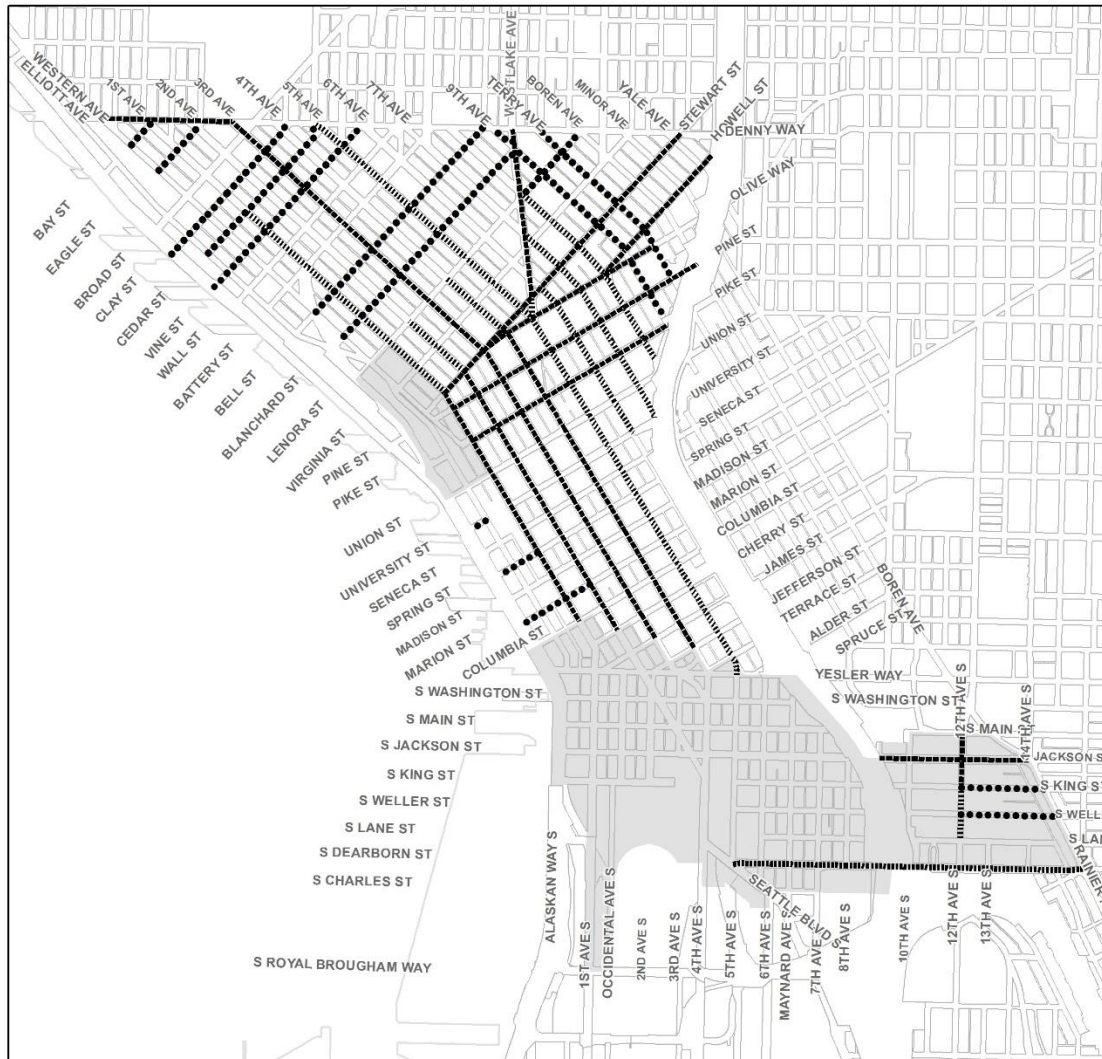 WESTLAKE AVE
WESTERN AVE
ELLIOTT AVE
1ST AVE
2ND AVE
3RD AVE
4TH AVE
5TH AVE
6TH AVE
7TH AVE
9TH AVE
TERRY AVE
BOREN AVE
MINOR AVE
YALE AVE
STEWART ST
HOWELL ST
DENNY WAY
OLIVE WAY
PINE ST
PIKE ST
UNION ST
UNIVERSITY ST
SENECA ST
SPRING ST
MADISON ST
MARION ST
COLUMBIA ST
CHERRY ST
JAMES ST
JEFFERSON ST
TERRACE ST
ALDER ST
SPRUCE ST
BOREN AVE
YESLER WAY
S WASHINGTON ST
BAY ST
EAGLE ST
BROAD ST
CLAY ST
CEDAR ST
VINE ST
WALL ST
BATTERY ST
BELL ST
BLANCHARD ST
LENORA ST
VIRGINIA ST
PINE ST
PIKE ST
UNION ST
UNIVERSITY ST
SENECA ST
SPRING ST
MADISON ST
MARION ST
COLUMBIA ST
S WASHINGTON ST
S MAIN ST
S JACKSON ST
S KING ST
S WELLER ST
S LANE ST
S DEARBORN ST
S CHARLES ST
S ROYAL BROUGHAM WAY
12TH AVE S
S MAIN ST
14TH AVE S
JACKSON S
S KING ST
S WELL
S LA
RAINIER
ALASKAN WAY S
1ST AVE S
OCCIDENTAL AVE S
2ND AVE S
3RD AVE S
4TH AVE S
5TH AVE S
6TH AVE S
MAYNARD AVE S
7TH AVE S
8TH AVE S
SEATTLE BLVD S
10TH AVE S
12TH AVE S
13TH AVE S